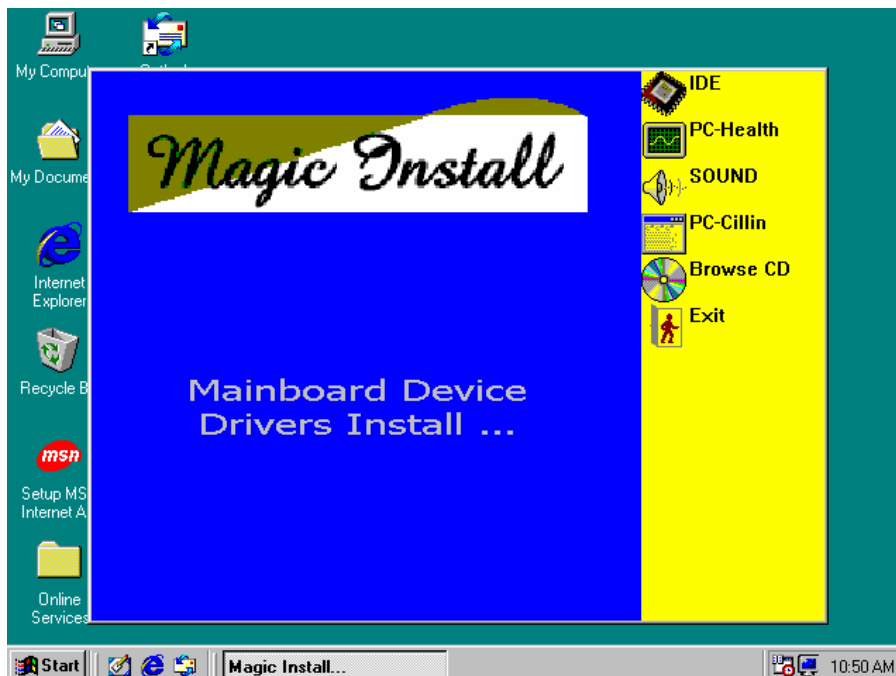 My Compu
My Docume
Internet
Explorer
Recycle B
msn
Setup MS
Internet A
Online
Services
Magic Install
Mainboard Device
Drivers Install ...
IDE
PC-Health
SOUND
PC-Cillin
Browse CD
Exit
Start
Magic Install...
10:50 AM